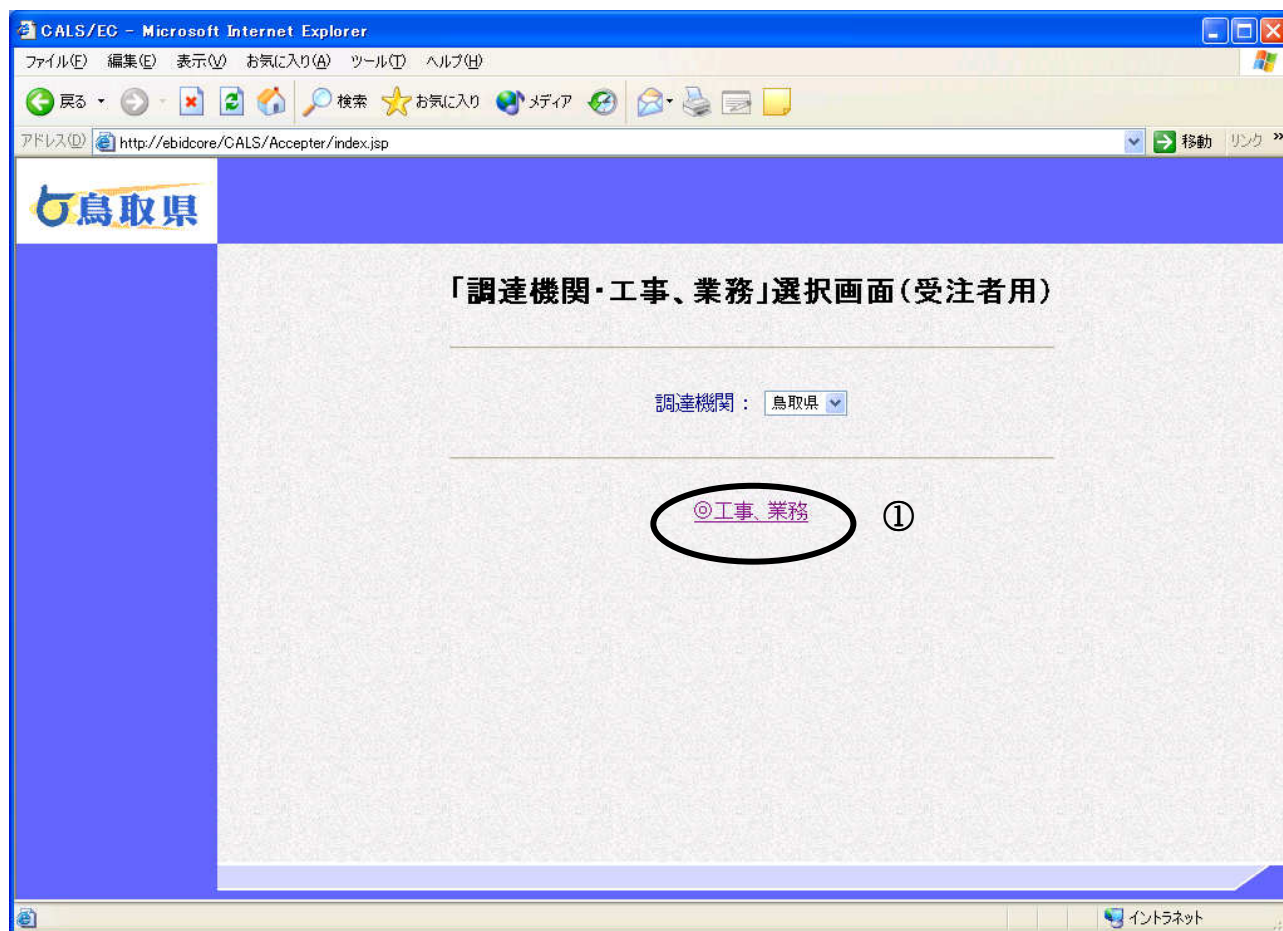 CALS/EC - Microsoft Internet Explorer
ファイル(F) 編集(E) 表示(V) お気に入り(A) ツール(T) ヘルプ(H)
戻る 検索 お気に入り メディア
アドレス(D) http://ebidcore/CALS/Accepter/index.jsp 移動 リンク »
鳥取県
「調達機関・工事、業務」選択画面(受注者用)
調達機関： 鳥取県
◎工事、業務 ①
イントラネット